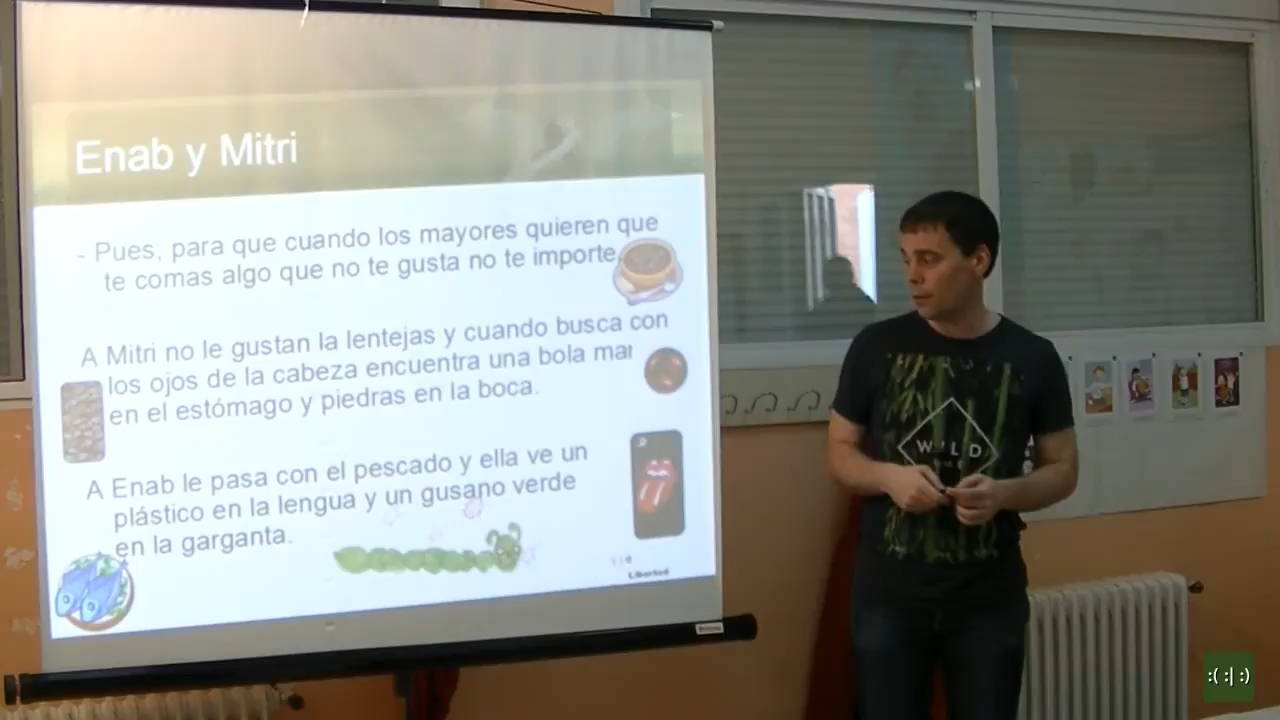 Enab y Mitri
- Pues, para que cuando los mayores quieren que
te comas algo que no te gusta no te importe
A Mitri no le gustan la lentejas y cuando busca con
los ojos de la cabeza encuentra una bola mar
en el estómago y piedras en la boca.
A Enab le pasa con el pescado y ella ve un
plástico en la lengua y un gusano verde
en la garganta.
Libertad
WILD
:( :| :)